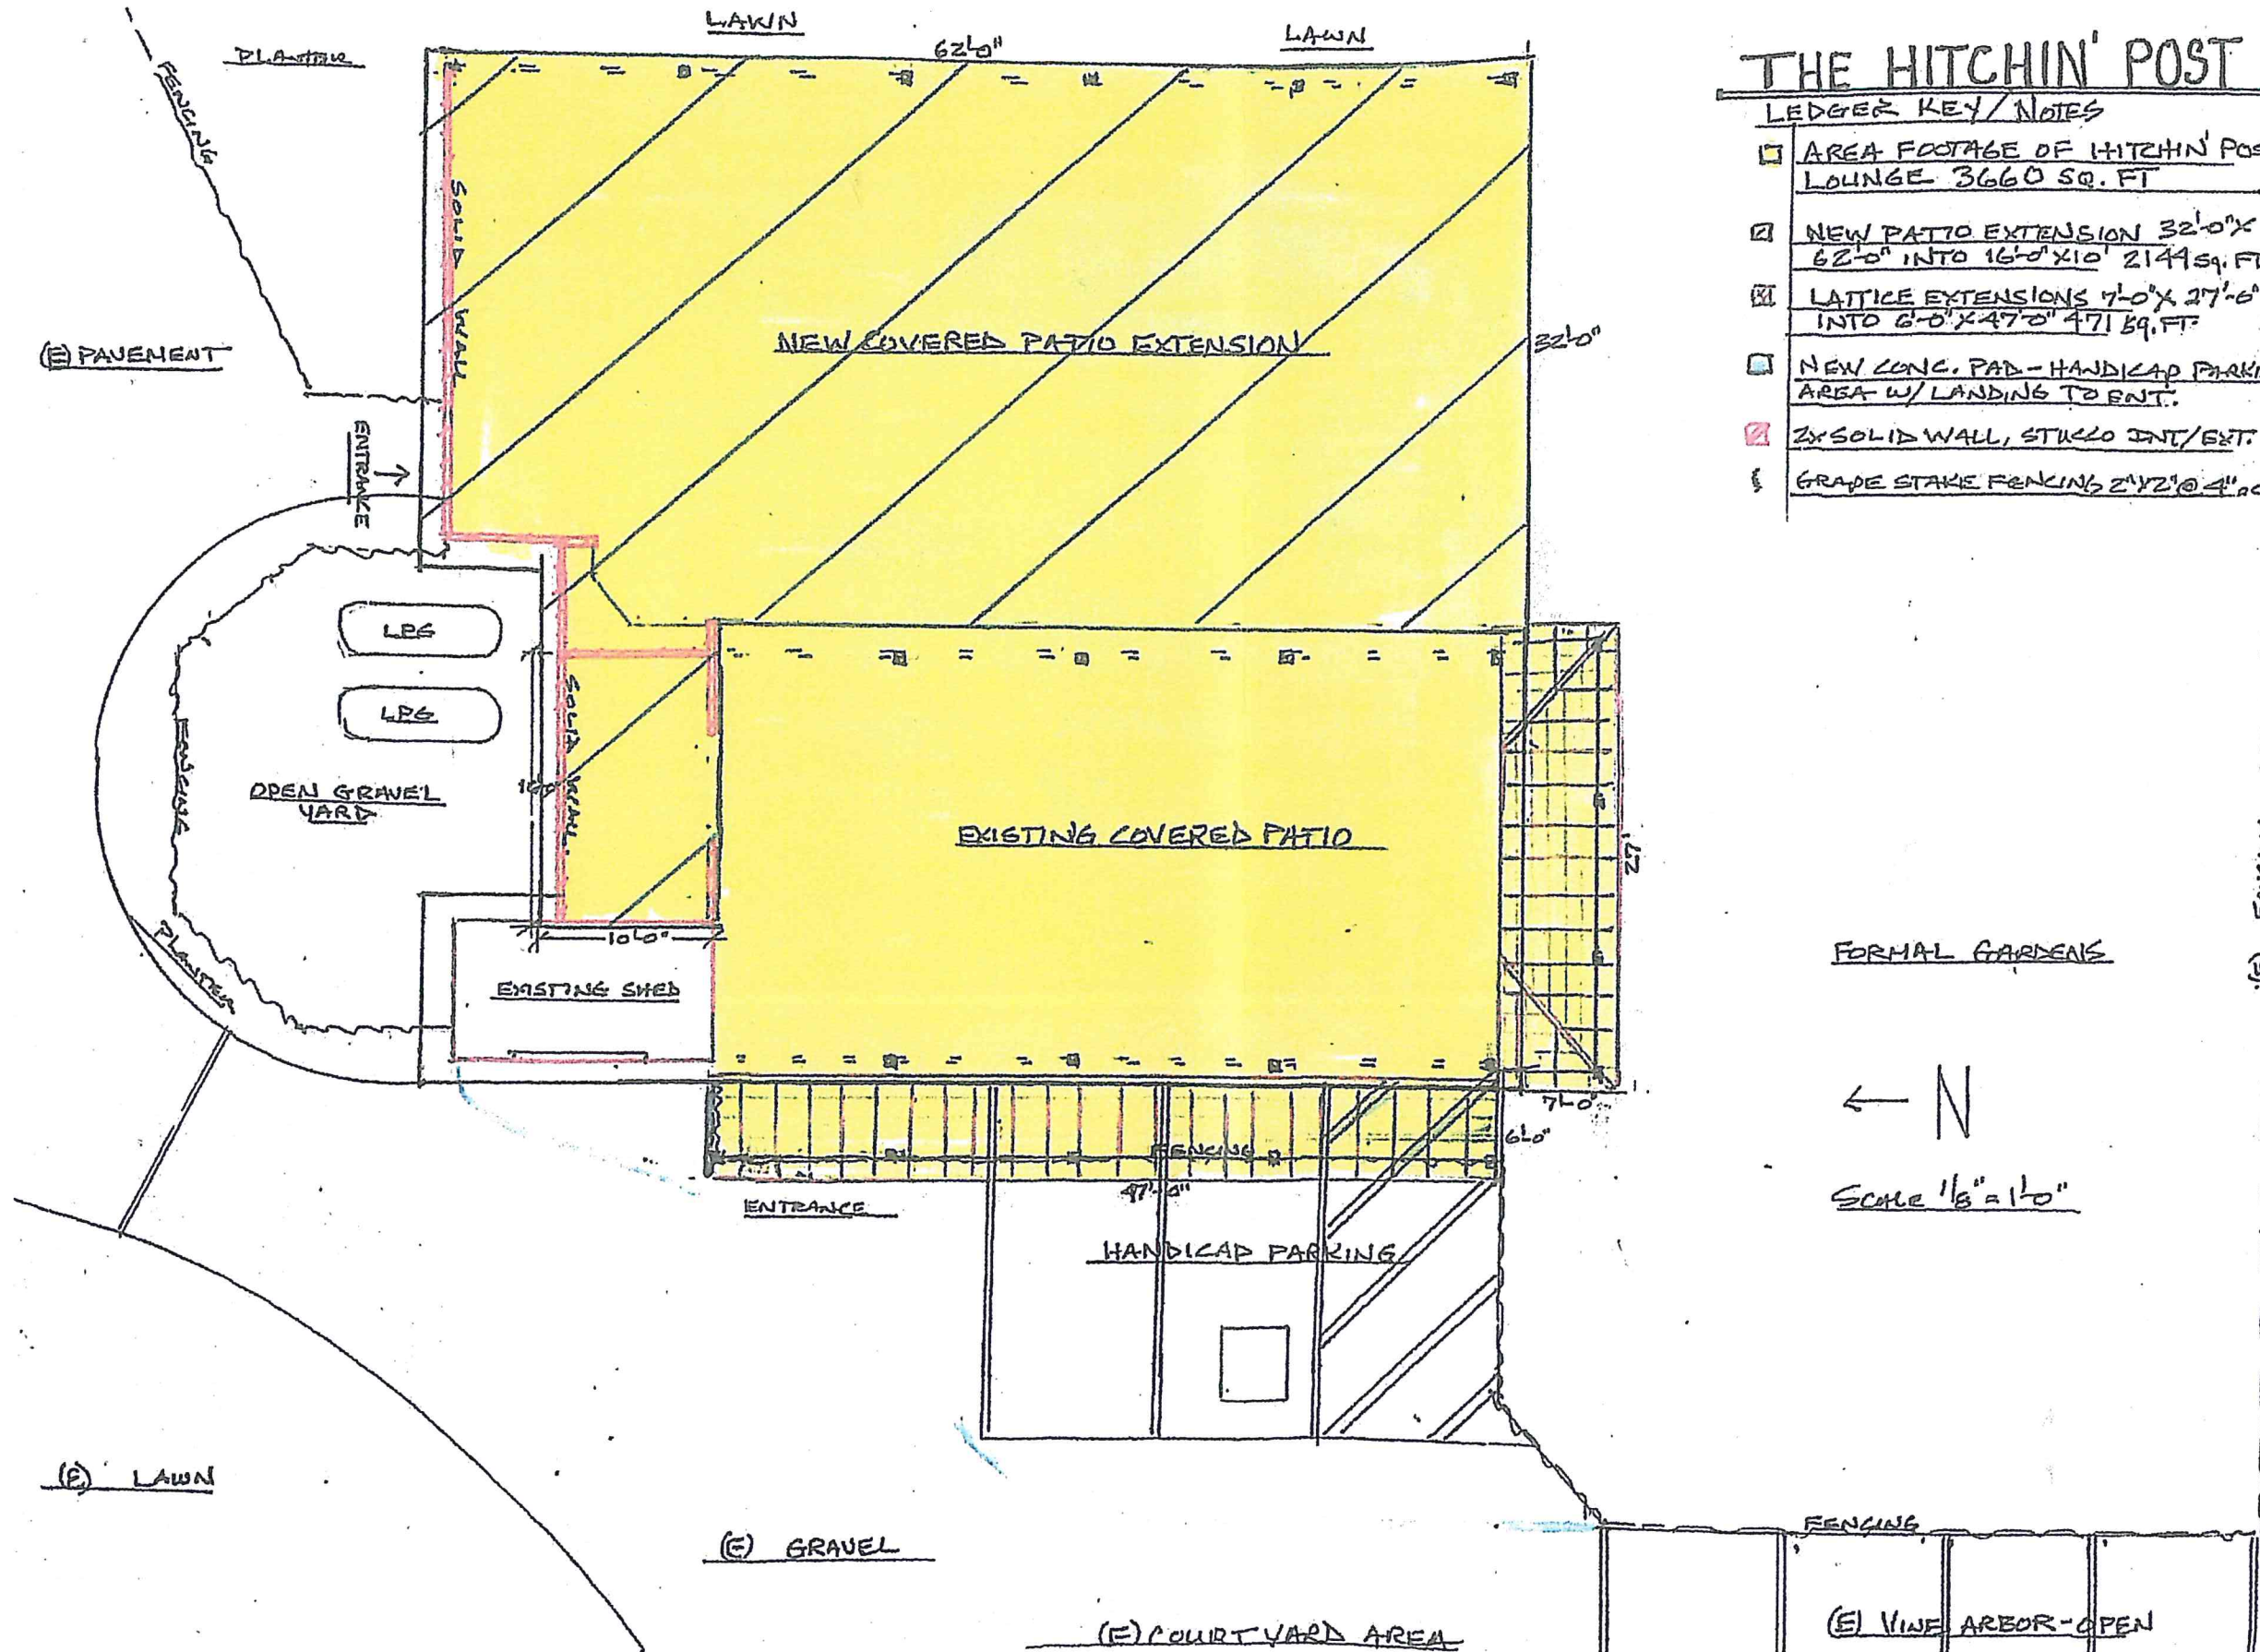 LAWN
LAWN
62'-0"
PLANTER
FENCING
THE HITCHIN' POST
LEDGER KEY/NOTES
AREA FOOTAGE OF HITCHIN' POS
LOUNGE 3660 SQ. FT
NEW PATIO EXTENSION 32'-0"X
62'-0" INTO 16'-0"X10' 2144 Sq. FT
LATTICE EXTENSIONS 7'-0"X 27'-6"
INTO 6'-0"X 47'-0" 471 Sq. FT.
NEW CONC. PAD-HANDICAP PARKI
AREA W/ LANDING TO ENT.
2X SOLID WALL, STUCCO INT/EXT.
GRAPE STAKE FENCING 2"X2"@ 4" o.c
SOLID WALL
(E) PAVEMENT
NEW COVERED PATIO EXTENSION
32'-0"
ENTRANCE
LPG
LPG
FENCING
OPEN GRAVEL
YARD
SOLID WALL
EXISTING COVERED PATIO
27'
PLANTER
10'-0"
EXISTING SHED
FORMAL GARDENS
7'-0"
6'-0"
FENCING
47'-0"
ENTRANCE
N
SCALE 1/8" = 1'-0"
HANDICAP PARKING
(E) LAWN
(E) GRAVEL
FENCING
(E) COURTYARD AREA
(E) VINE ARBOR-OPEN